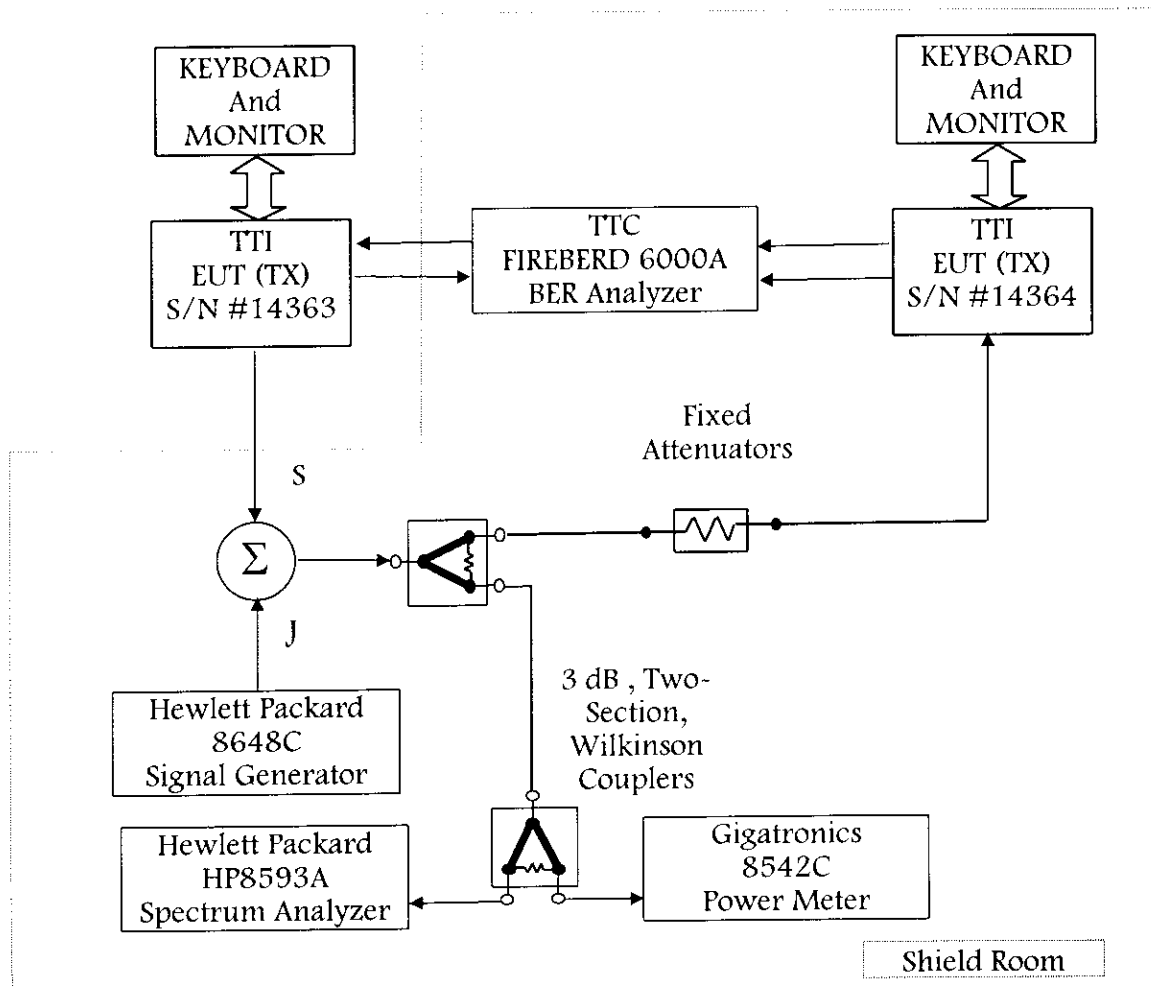 KEYBOARD
And
MONITOR
KEYBOARD
And
MONITOR
TTI
EUT (TX)
S/N #14363
TTC
FIREBERD 6000A
BER Analyzer
TTI
EUT (TX)
S/N #14364
Fixed
Attenuators
S
Σ
J
3 dB , Two-
Section,
Wilkinson
Couplers
Hewlett Packard
8648C
Signal Generator
Hewlett Packard
HP8593A
Spectrum Analyzer
Gigatronics
8542C
Power Meter
Shield Room